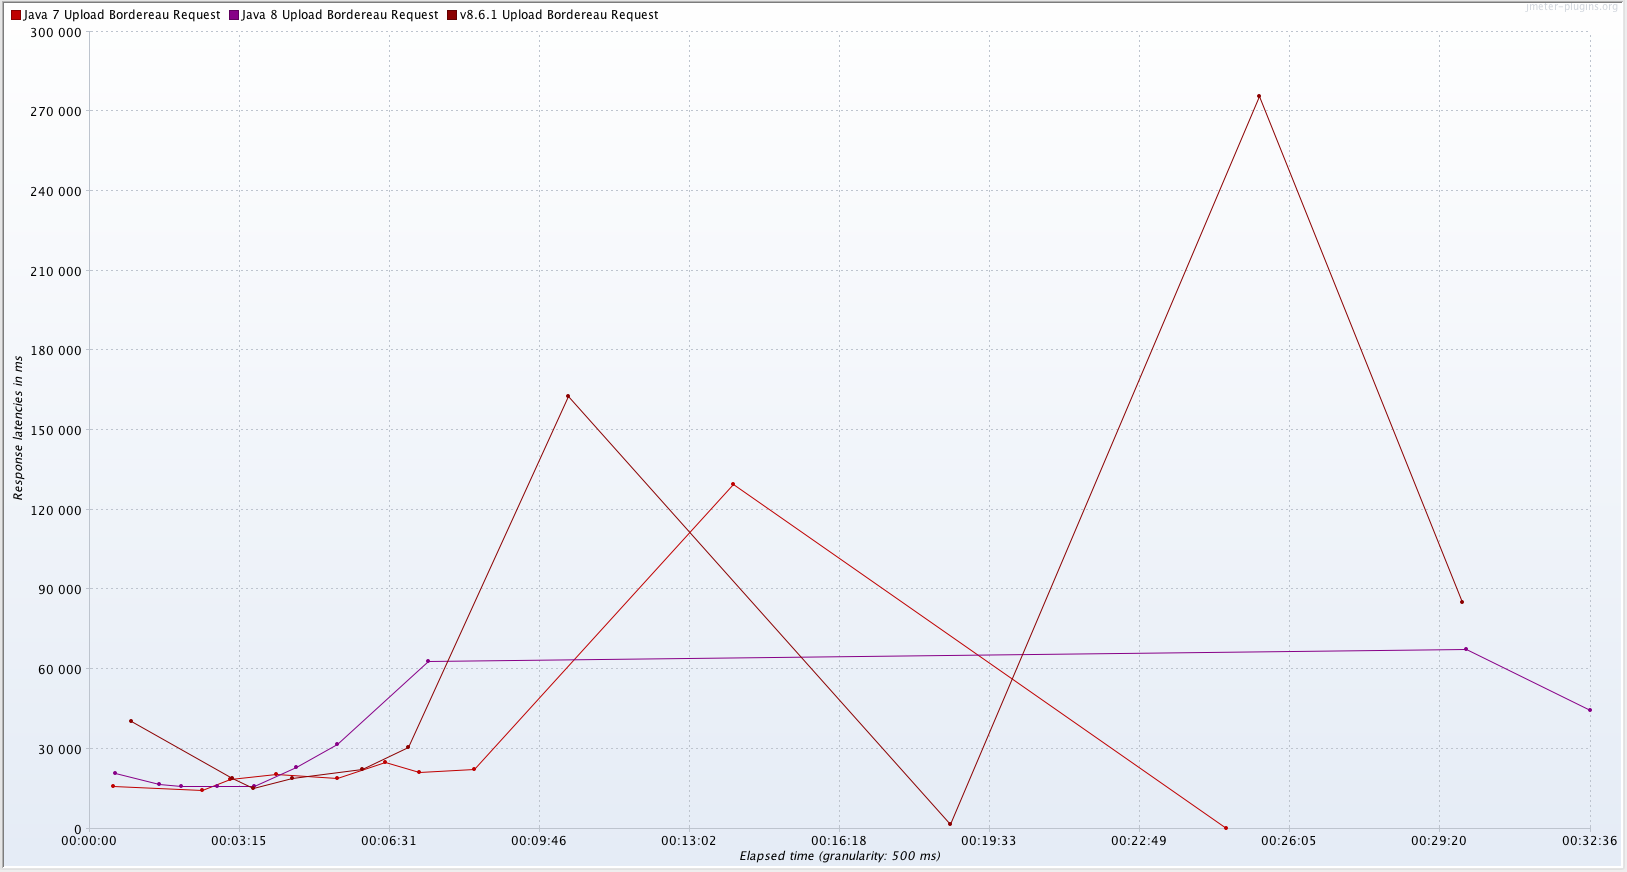 Java 7 Upload Bordereau Request Java 8 Upload Bordereau Request v8.6.1 Upload Bordereau Request
jmeter-plugins.org
300 000
270 000
240 000
210 000
180 000
150 000
120 000
90 000
60 000
30 000
0
Response latencies in ms
00:00:00 00:03:15 00:06:31 00:09:46 00:13:02 00:16:18 00:19:33 00:22:49 00:26:05 00:29:20 00:32:36
Elapsed time (granularity: 500 ms)